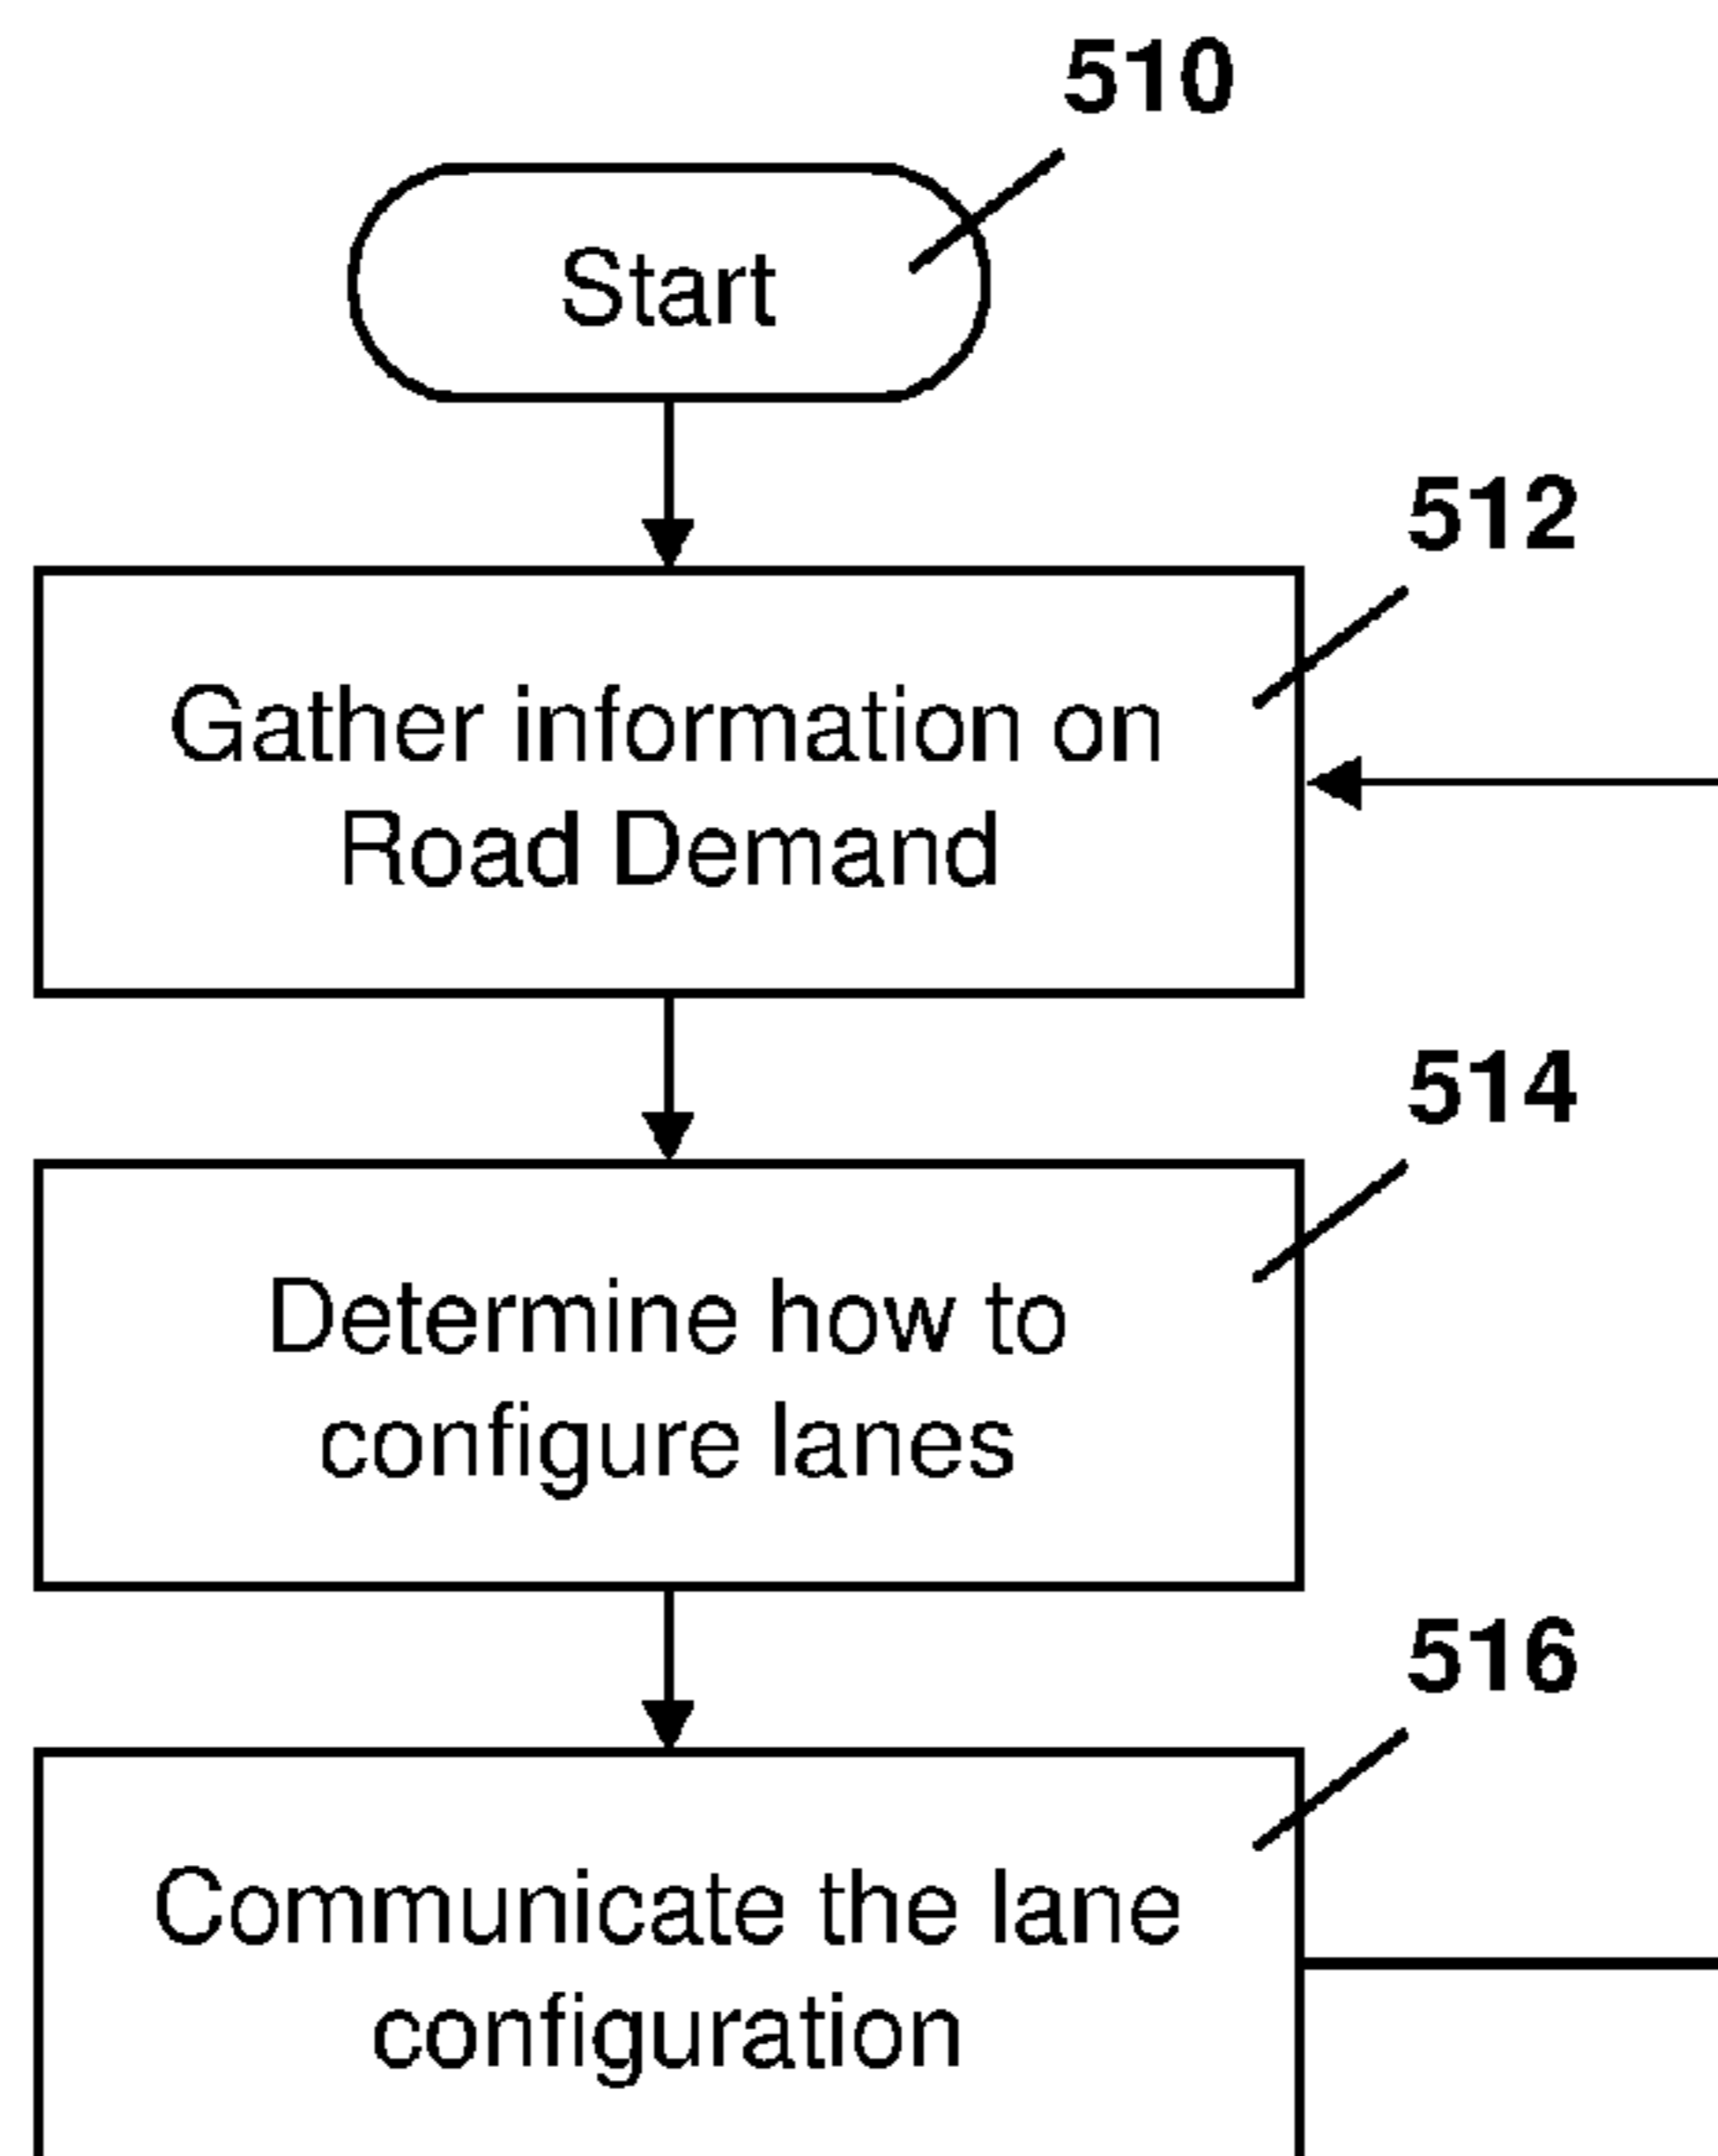 510
Start
512
Gather information on
Road Demand
514
Determine how to
configure lanes
516
Communicate the lane
configuration